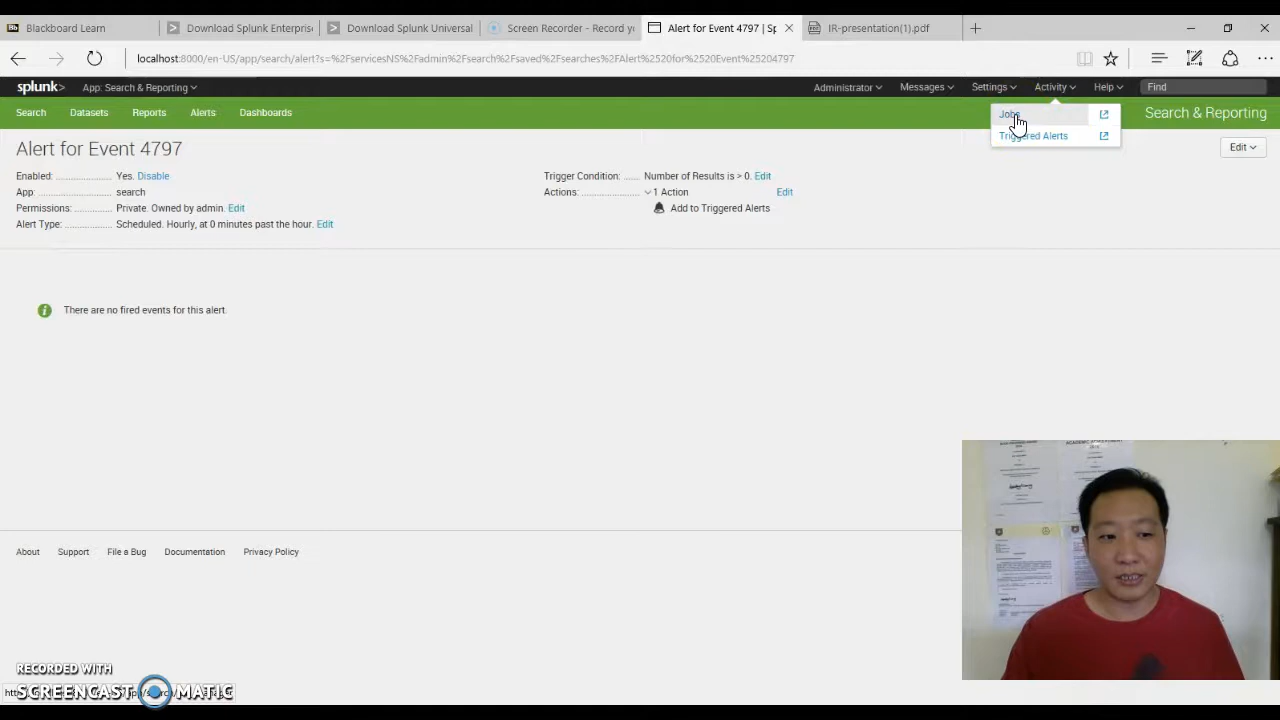 Blackboard Learn
Download Splunk Enterpris
Download Splunk Universal
Screen Recorder - Record yo
Alert for Event 4797 | Sp
IR-presentation(1).pdf
localhost:8000/en-US/app/search/alert?s=%2FservicesNS%2Fadmin%2Fsearch%2Fsaved%2Fsearches%2FAlert%2520for%2520Event%25204797
splunk>
App: Search & Reporting
Administrator
Messages
Settings
Activity
Help
Find
Search
Datasets
Reports
Alerts
Dashboards
Jobs
Search & Reporting
Triggered Alerts
Alert for Event 4797
Edit
Enabled: Yes. Disable
App: search
Permissions: Private. Owned by admin. Edit
Alert Type: Scheduled. Hourly, at 0 minutes past the hour. Edit
Trigger Condition: Number of Results is > 0. Edit
Actions: 1 Action Edit
Add to Triggered Alerts
There are no fired events for this alert.
About
Support
File a Bug
Documentation
Privacy Policy
RECORDED WITH
SCREENCAST MATIC